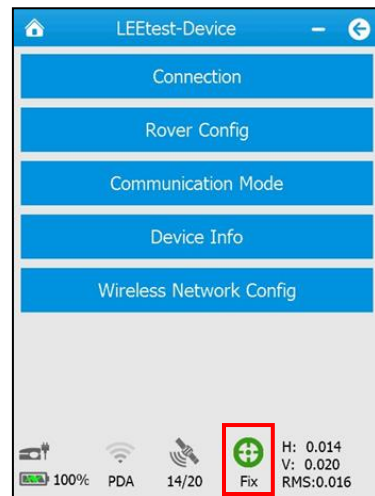 LEEtest-Device
Connection
Rover Config
Communication Mode
Device Info
Wireless Network Config
H: 0.014
V: 0.020
100% PDA 14/20 Fix RMS:0.016